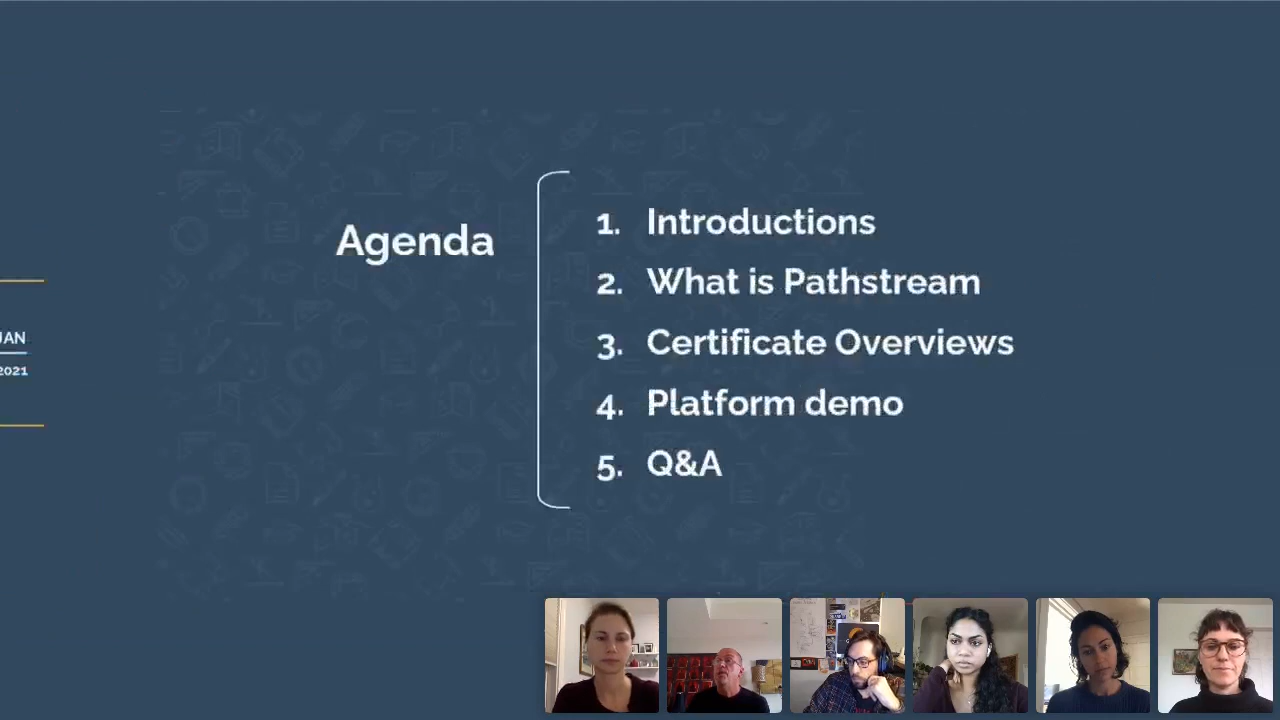 JAN
2021
Agenda
1. Introductions
2. What is Pathstream
3. Certificate Overviews
4. Platform demo
5. Q&A